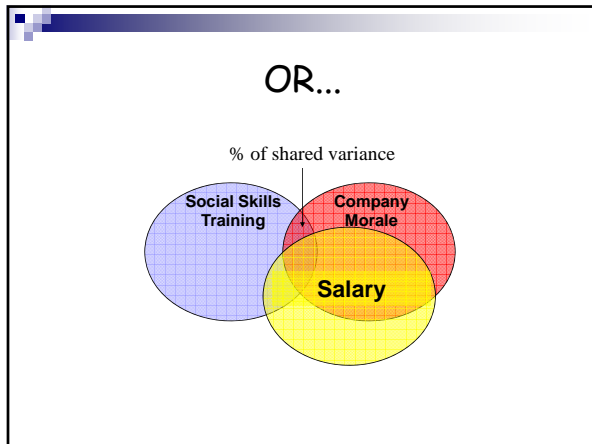 OR...
% of shared variance
Social Skills
Training
Company
Morale
Salary